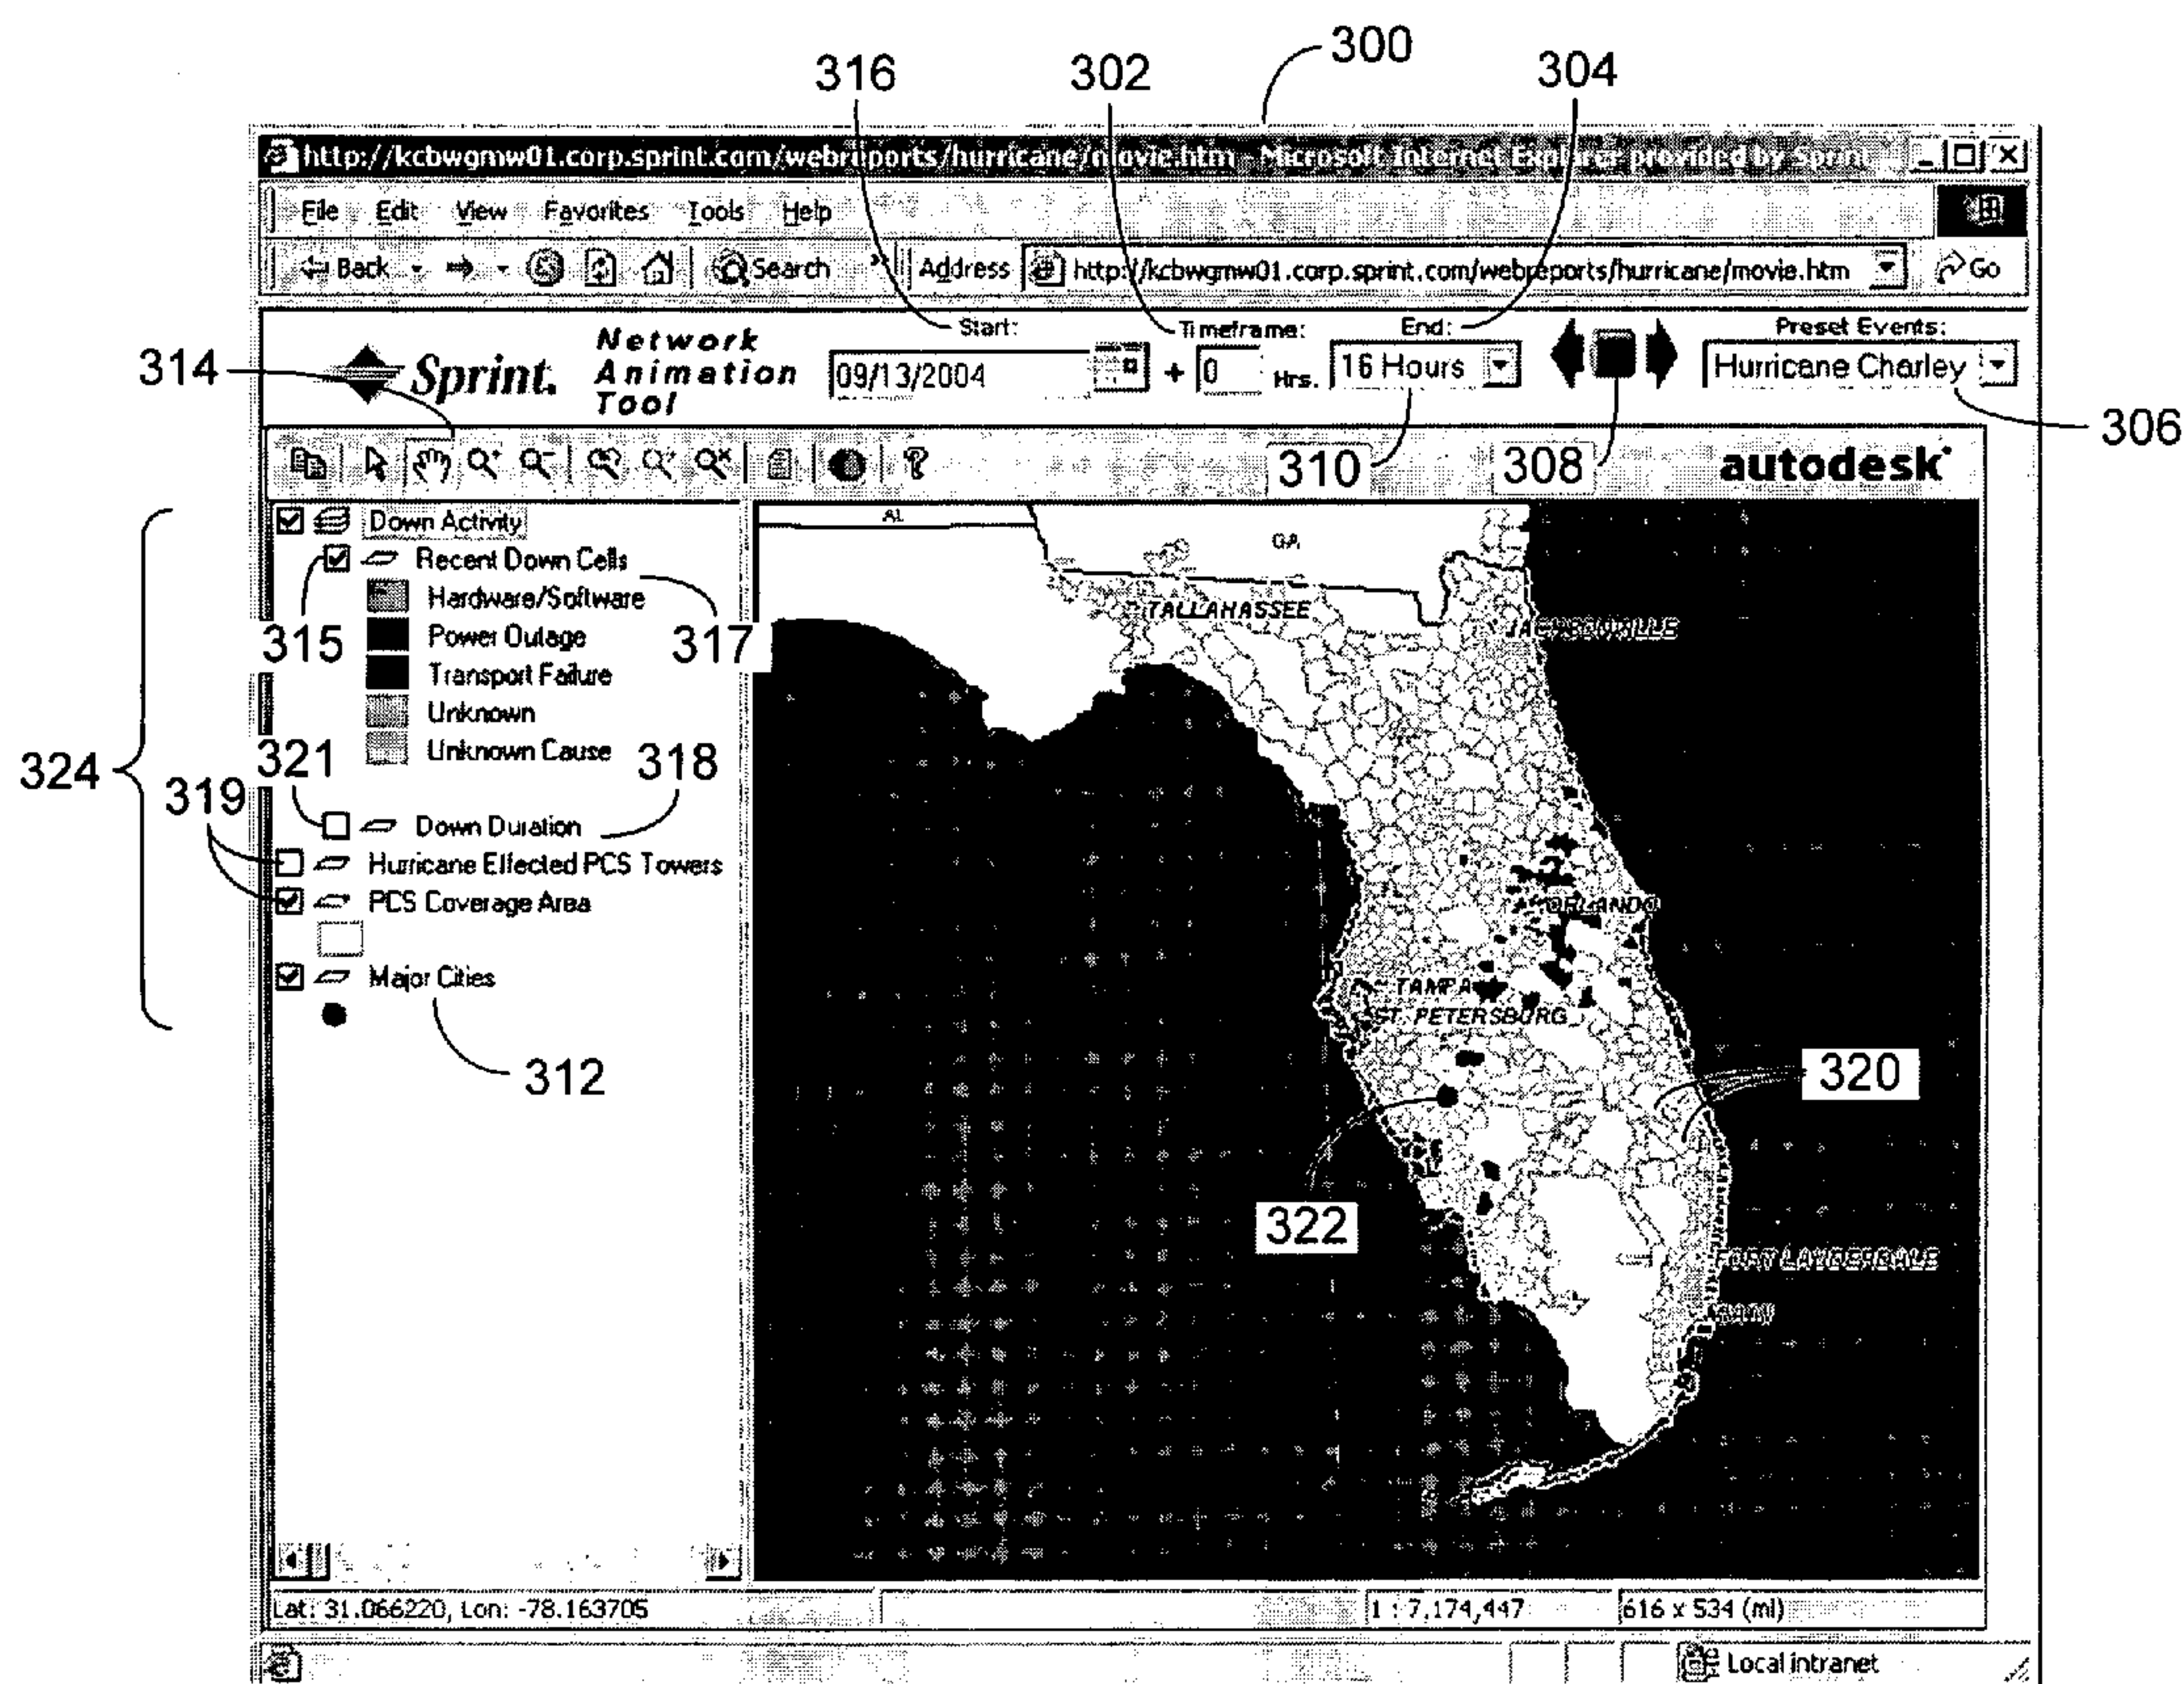 300
316
302
304
http://kcbwgmw01.corp.sprint.com/webreports/hurricane/movie.htm - Microsoft Internet Explorer provided by Sprint
File Edit View Favorites Tools Help
Back Search » Address http://kcbwgmw01.corp.sprint.com/webreports/hurricane/movie.htm Go
Start: Timeframe: End: Preset Events:
314
Sprint.
Network
Animation
Tool
09/13/2004 + 0 Hrs. 16 Hours Hurricane Charley
306
310
308
autodesk
Down Activity
Recent Down Cells
Hardware/Software
315
Power Outage
317
Transport Failure
Unknown
321
Unknown Cause
318
324
319
Down Duration
Hurricane Effected PCS Towers
PCS Coverage Area
Major Cities
312
AL
GA
TALLAHASSEE
JACKSONVILLE
ORLANDO
TAMPA
ST. PETERSBURG
320
322
FORT LAUDERDALE
Lat: 31.066220, Lon: -78.163705
1 : 7,174,447
616 x 534 (mi)
Local intranet